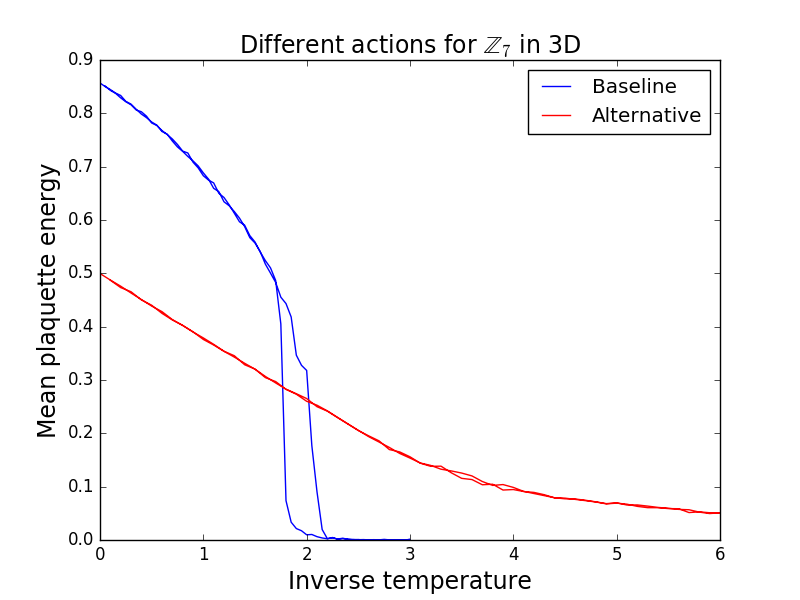 Different actions for ℤ₇ in 3D
Baseline
Alternative
Mean plaquette energy
0.9
0.8
0.7
0.6
0.5
0.4
0.3
0.2
0.1
0.0
0 1 2 3 4 5 6
Inverse temperature